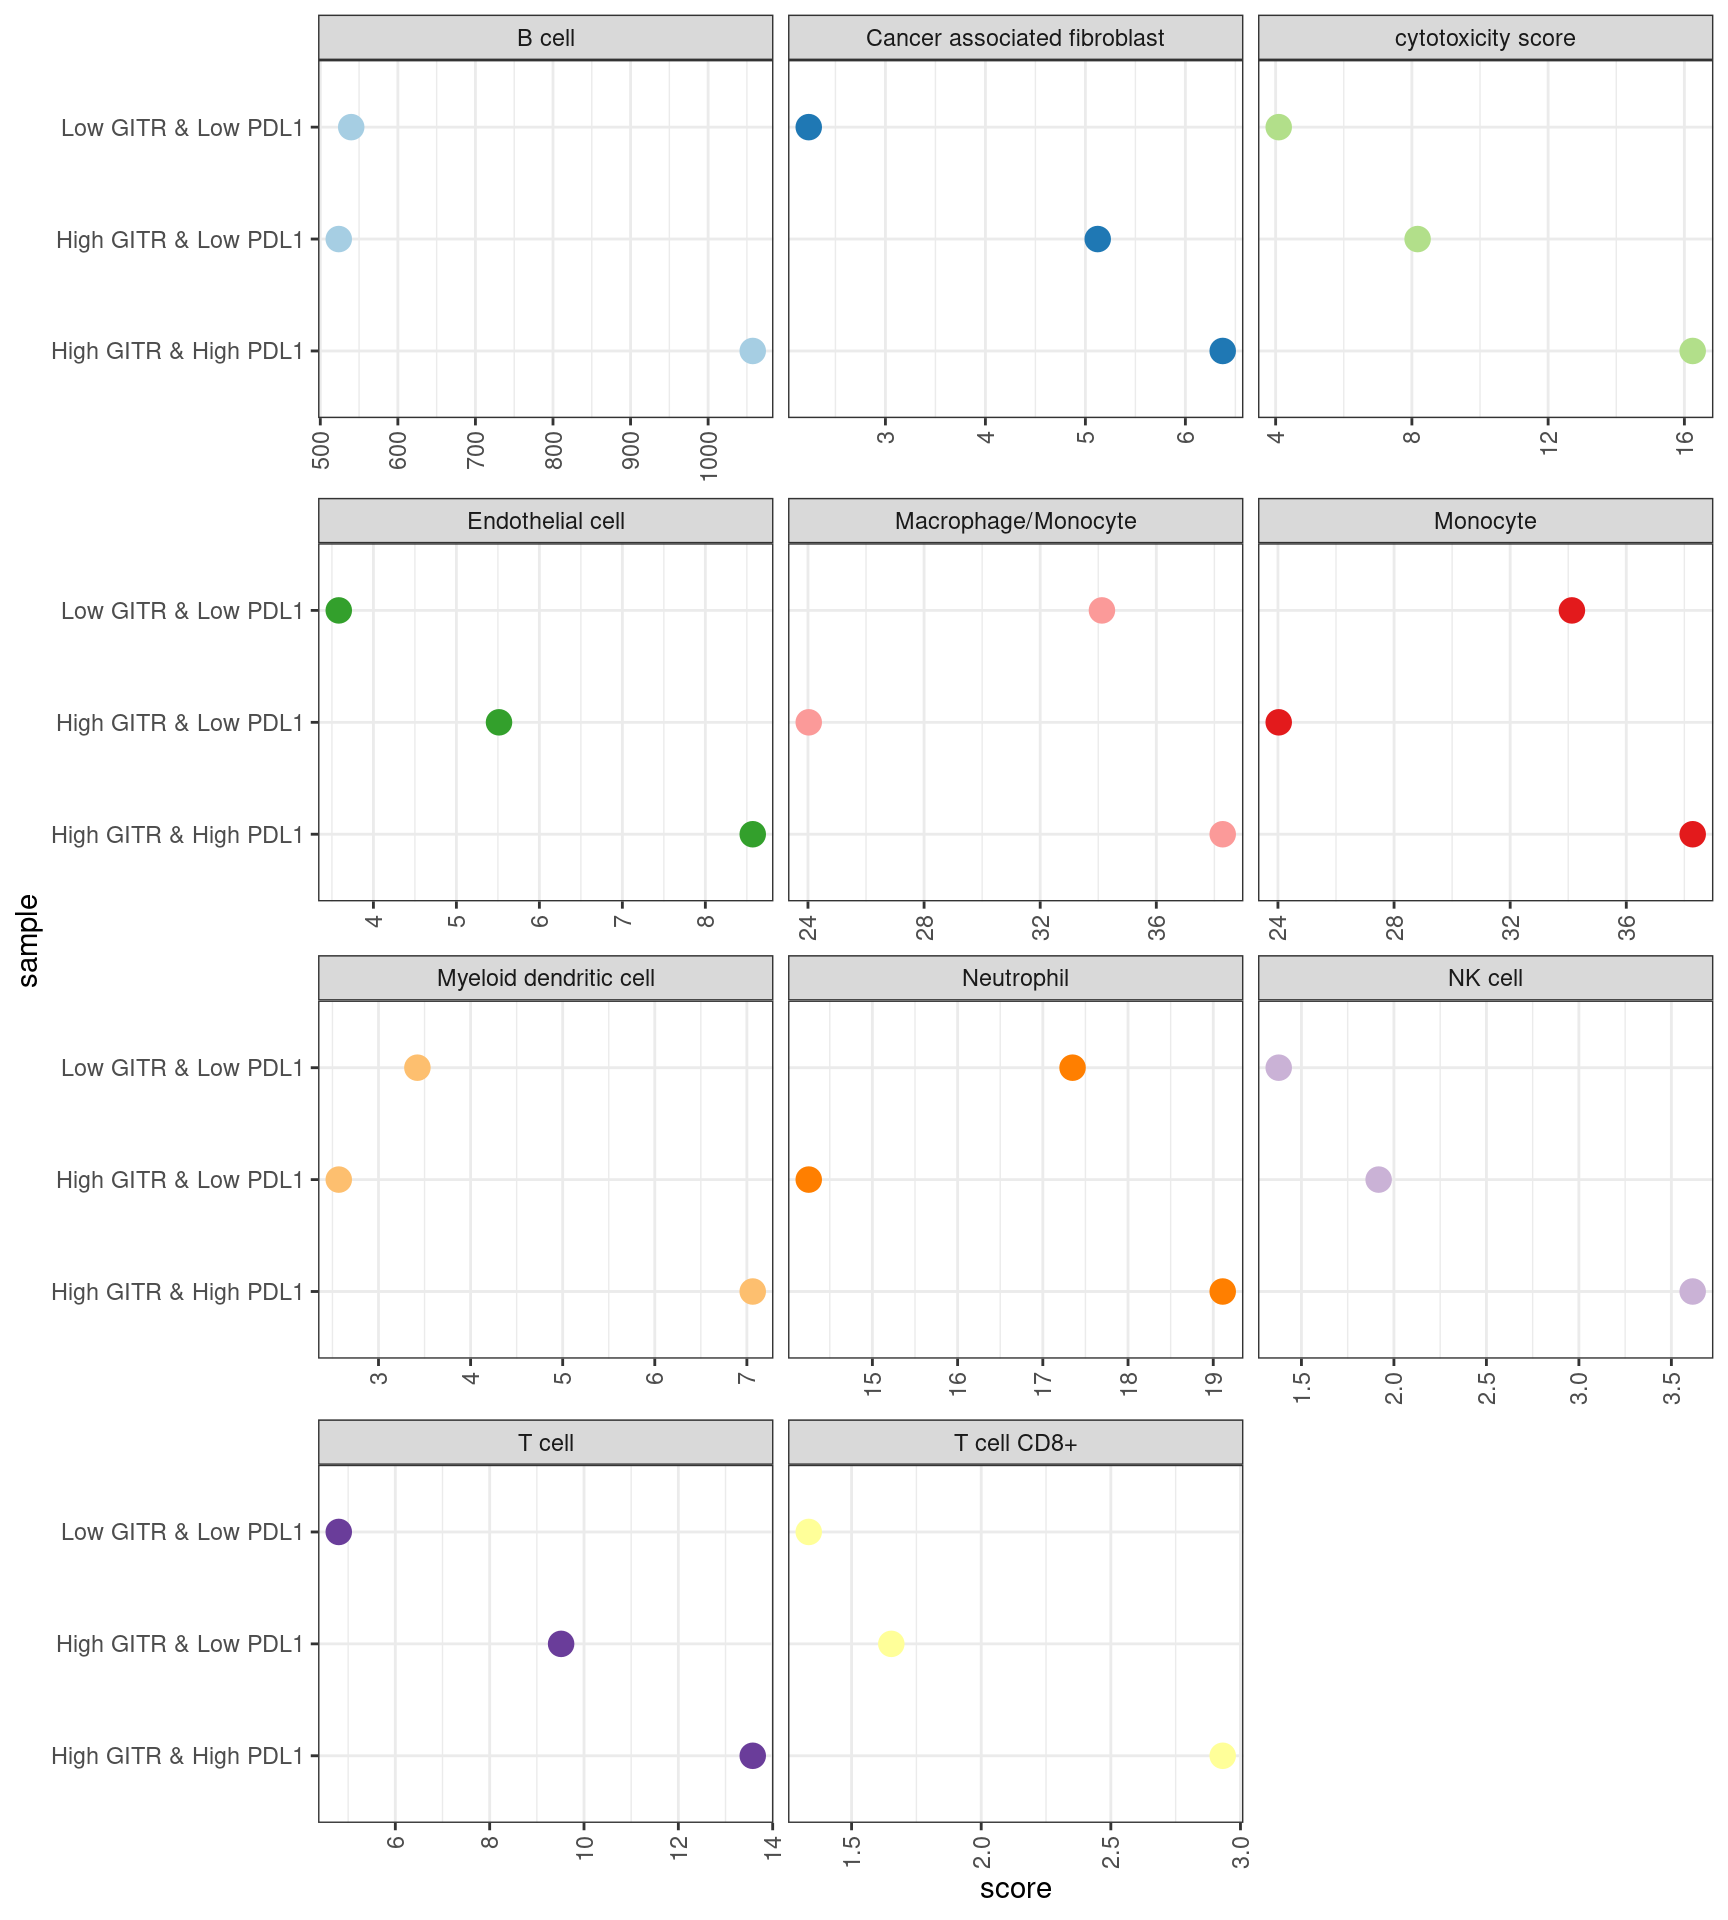 B cell
Cancer associated fibroblast
cytotoxicity score
Low GITR & Low PDL1
High GITR & Low PDL1
High GITR & High PDL1
500 600 700 800 900 1000
3 4 5 6
4 8 12 16
Endothelial cell
Macrophage/Monocyte
Monocyte
Low GITR & Low PDL1
High GITR & Low PDL1
High GITR & High PDL1
4 5 6 7 8
24 28 32 36
24 28 32 36
sample
Myeloid dendritic cell
Neutrophil
NK cell
Low GITR & Low PDL1
High GITR & Low PDL1
High GITR & High PDL1
3 4 5 6 7
15 16 17 18 19
1.5 2.0 2.5 3.0 3.5
T cell
T cell CD8+
Low GITR & Low PDL1
High GITR & Low PDL1
High GITR & High PDL1
6 8 10 12 14
1.5 2.0 2.5 3.0
score